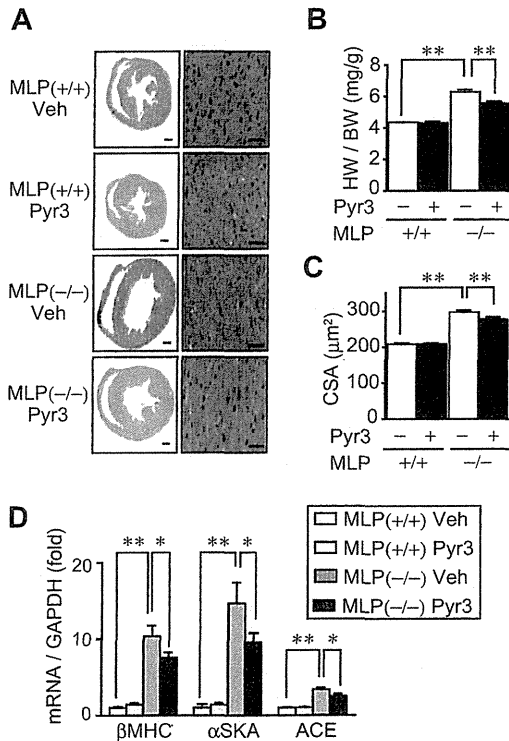 A
MLP(+/+)
Veh
MLP(+/+)
Pyr3
MLP(−/−)
Veh
MLP(−/−)
Pyr3
B
** **
HW / BW (mg/g)
8
6
4
2
0
Pyr3 − + − +
MLP +/+ −/−
C
** **
CSA (μm²)
300
200
100
0
Pyr3 − + − +
MLP +/+ −/−
D
MLP(+/+) Veh
MLP(+/+) Pyr3
MLP(−/−) Veh
MLP(−/−) Pyr3
mRNA / GAPDH (fold)
20
10
0
** * ** * ** *
βMHC αSKA ACE